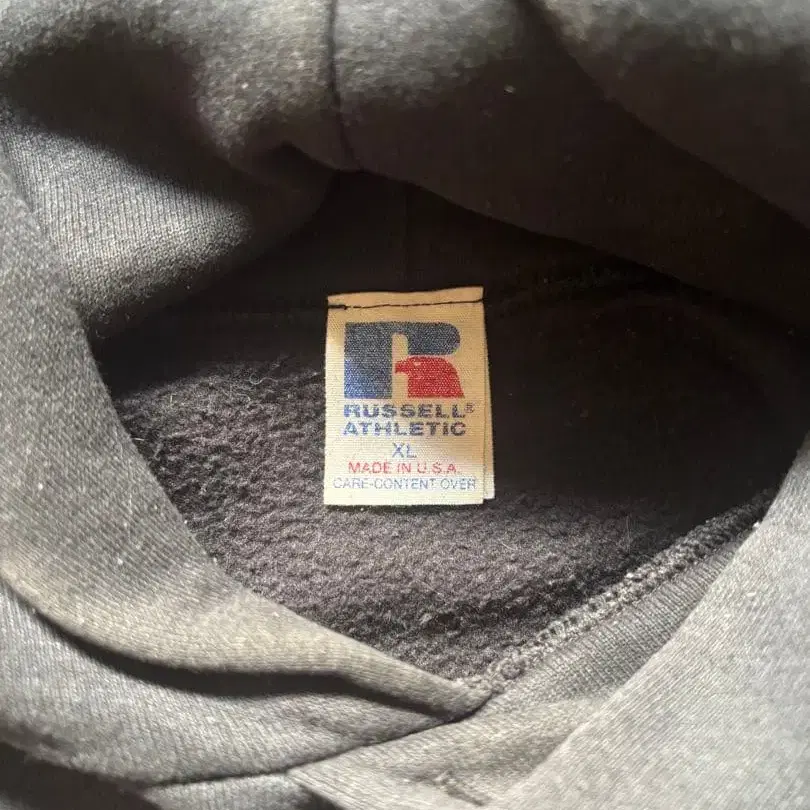 R
RUSSELL®
ATHLETIC
XL
MADE IN U.S.A.
CARE-CONTENT OVER